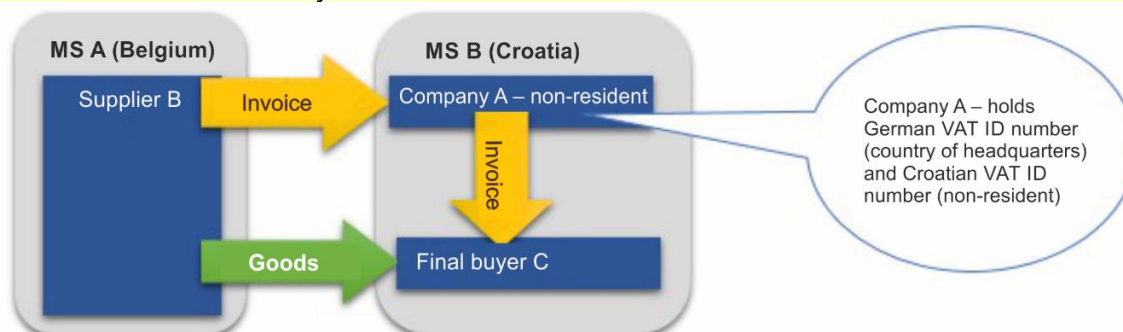 MS A (Belgium)
Supplier B
Invoice
MS B (Croatia)
Company A – non-resident
Invoice
Goods
Final buyer C
Company A – holds
German VAT ID number
(country of headquarters)
and Croatian VAT ID
number (non-resident)